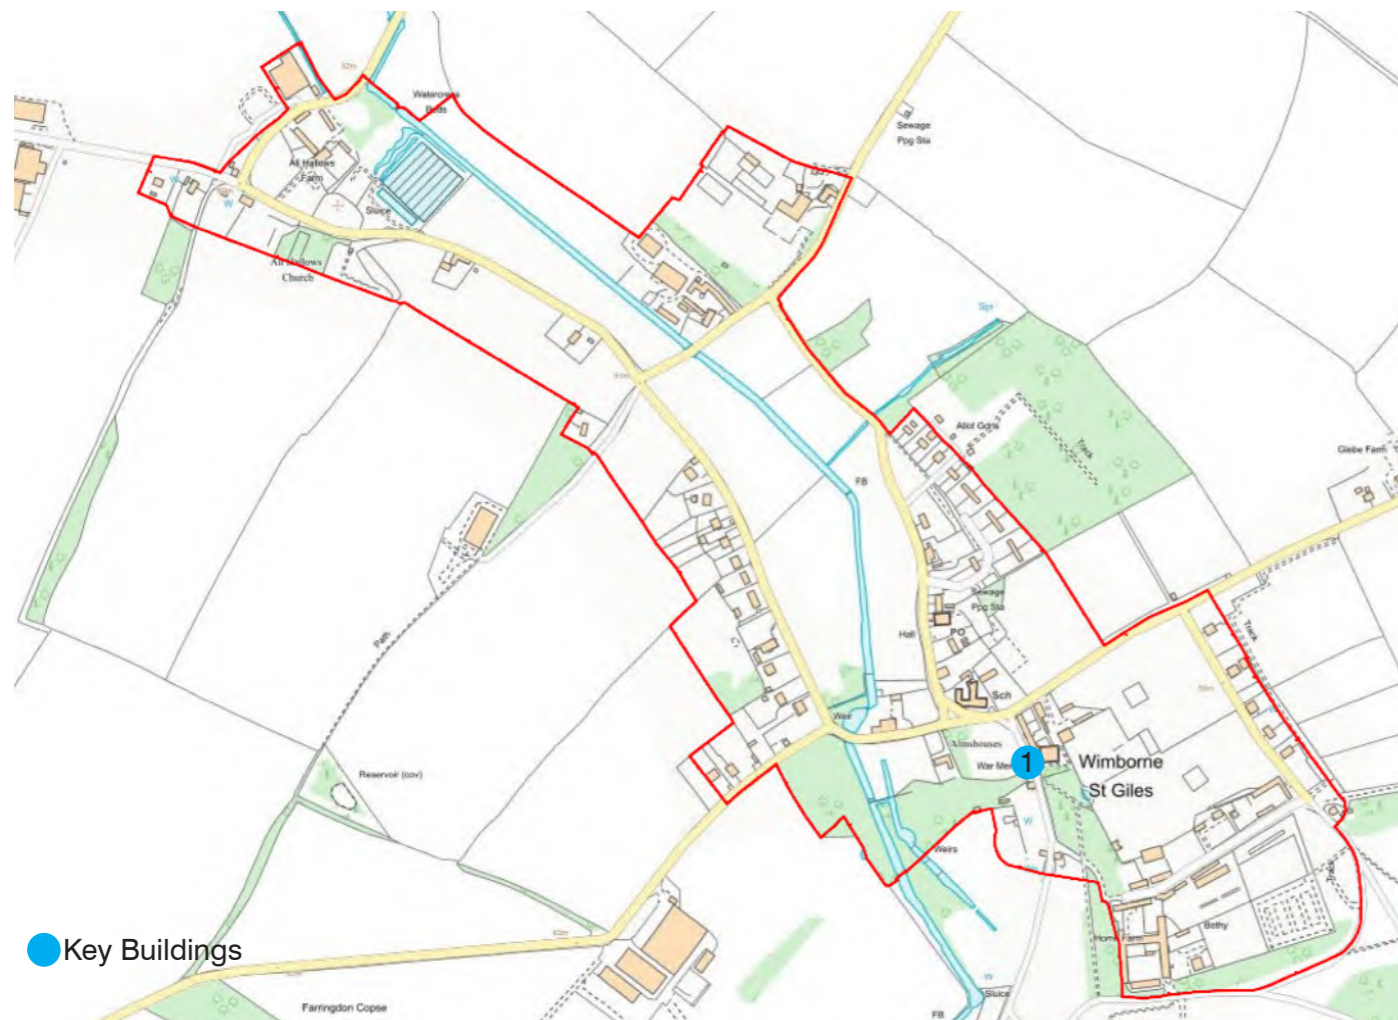 52m
Watercress
Beds
Sewage
Ppg Sta
All Hallows
Farm
W
W
Sluice
All Hallows
Church
Spr
51m
Allot Gdns
Track
Glebe Farm
FB
Path
Sewage
Ppg Sta
Hall
PO
Track
Sch
Weir
Almshouses
War Mem
1
Wimborne
St Giles
Reservoir (cov)
W
Weirs
Track
Key Buildings
Home Farm
Bothy
W
Sluice
Farringdon Copse
FB